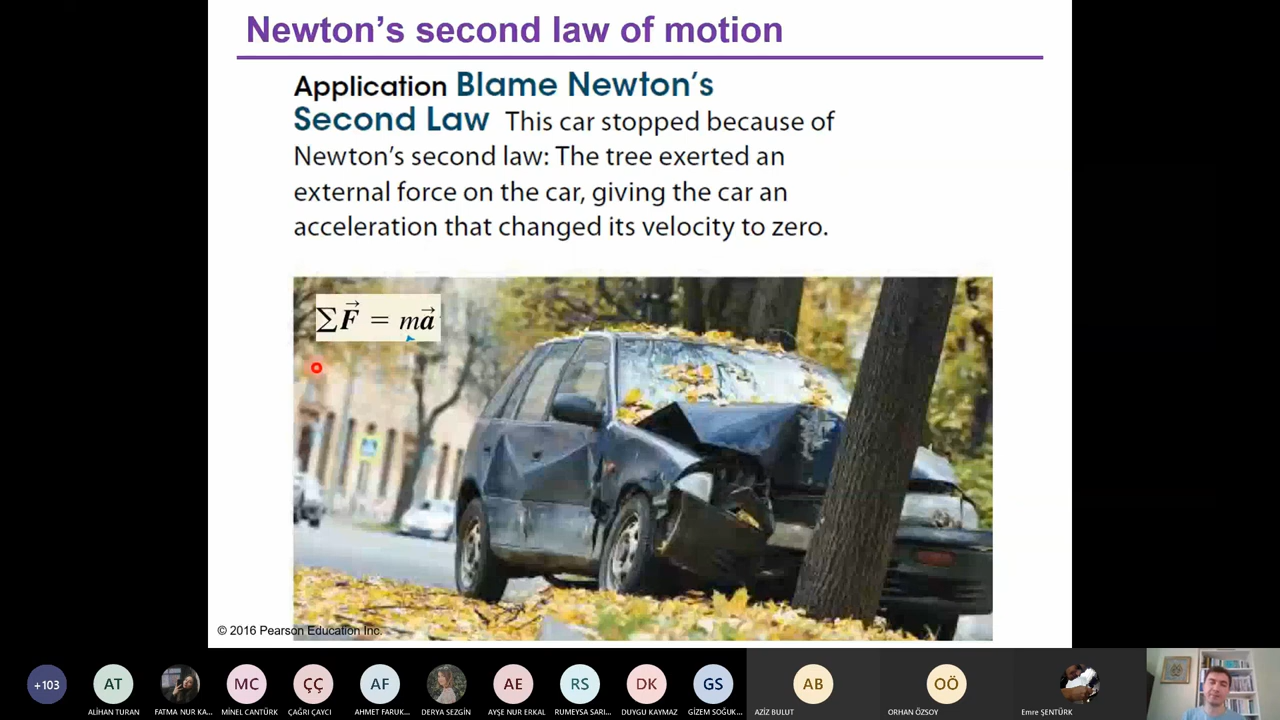 Newton's second law of motion
Application Blame Newton's
Second Law This car stopped because of
Newton's second law: The tree exerted an
external force on the car, giving the car an
acceleration that changed its velocity to zero.
∑F⃗ = ma⃗
© 2016 Pearson Education Inc.
+103 AT MC ÇÇ AF AE RS DK GS AB OÖ
ALİHAN TURAN FATMA NUR KA... MİNEL CANTÜRK ÇAĞRI ÇAYCI AHMET FARUK... DERYA SEZGİN AYŞE NUR ERKAL RUMEYSA SARI... DUYGU KAYMAZ GİZEM SOĞUK... AZİZ BULUT ORHAN ÖZSOY Emre ŞENTÜRK